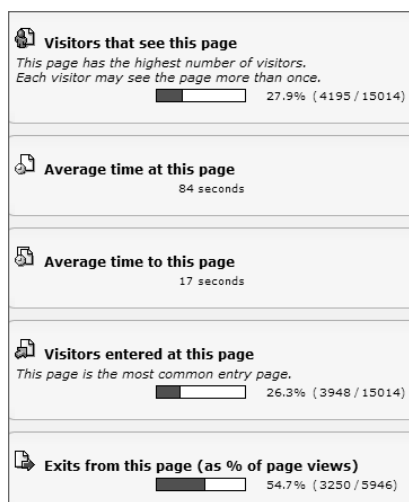 Visitors that see this page
This page has the highest number of visitors.
Each visitor may see the page more than once.
27.9% (4195/15014)
Average time at this page
84 seconds
Average time to this page
17 seconds
Visitors entered at this page
This page is the most common entry page.
26.3% (3948/15014)
Exits from this page (as % of page views)
54.7% (3250/5946)